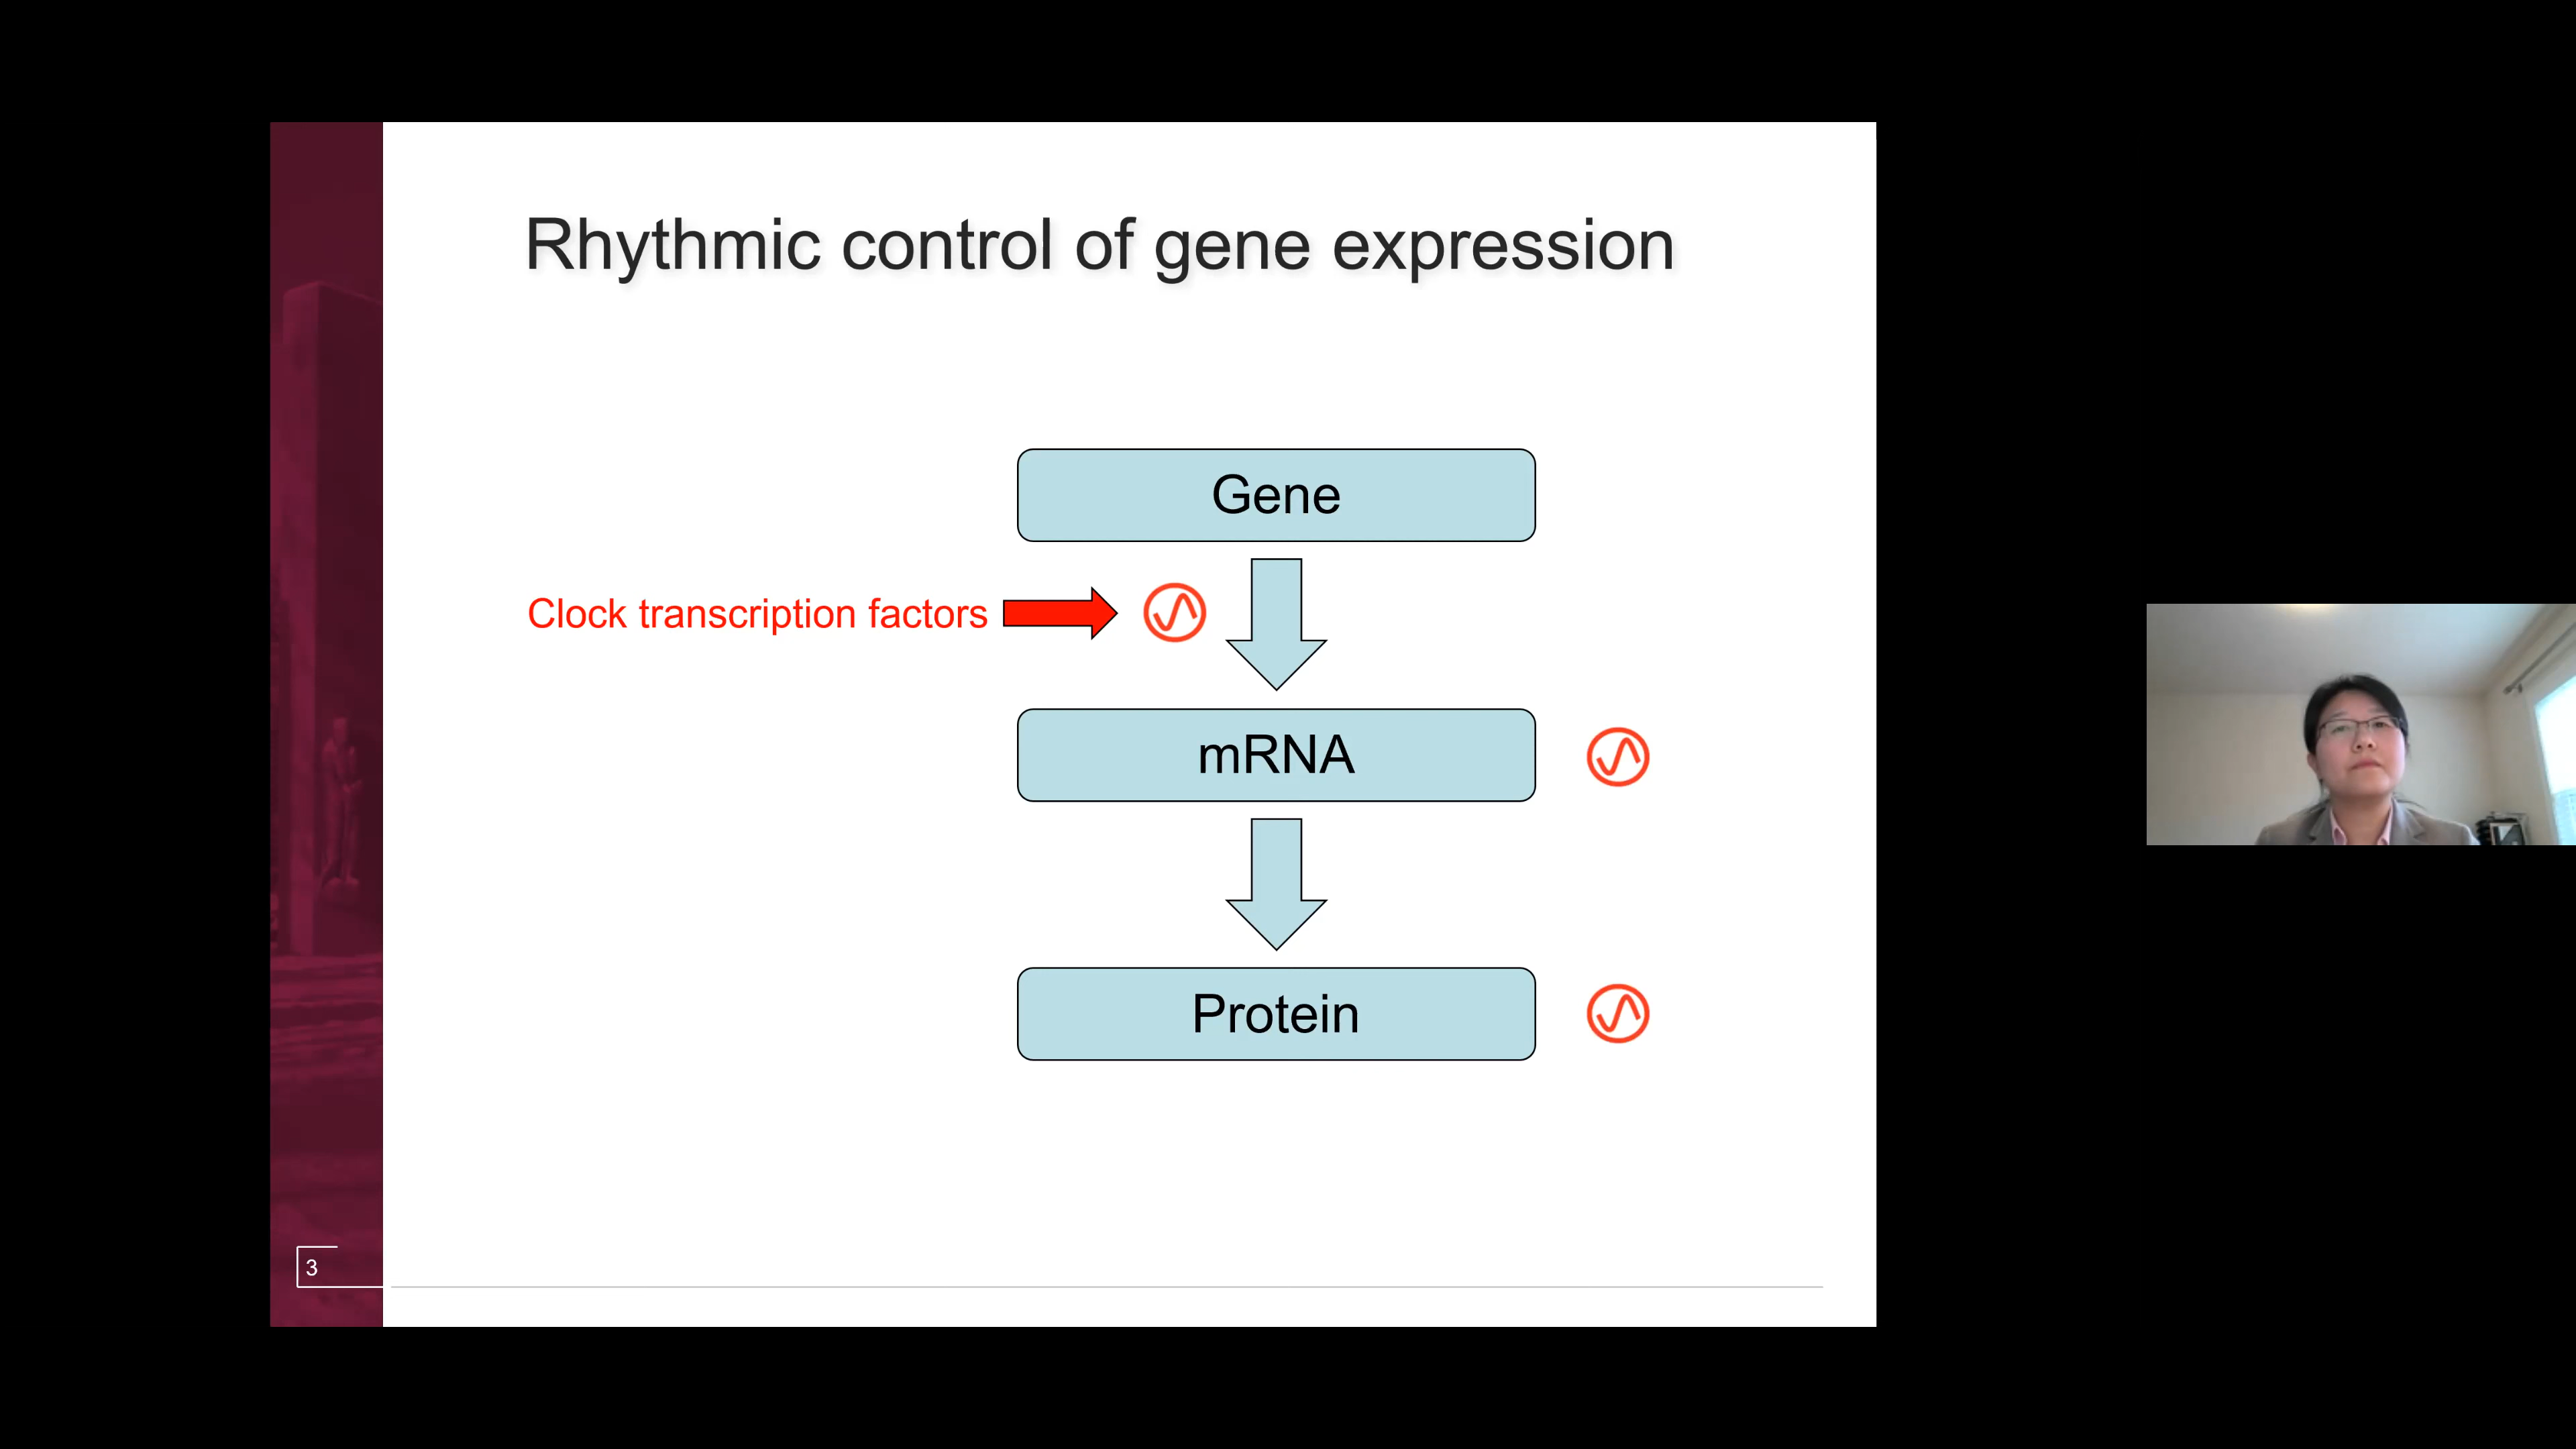 Rhythmic control of gene expression
Gene
Clock transcription factors
mRNA
Protein
3